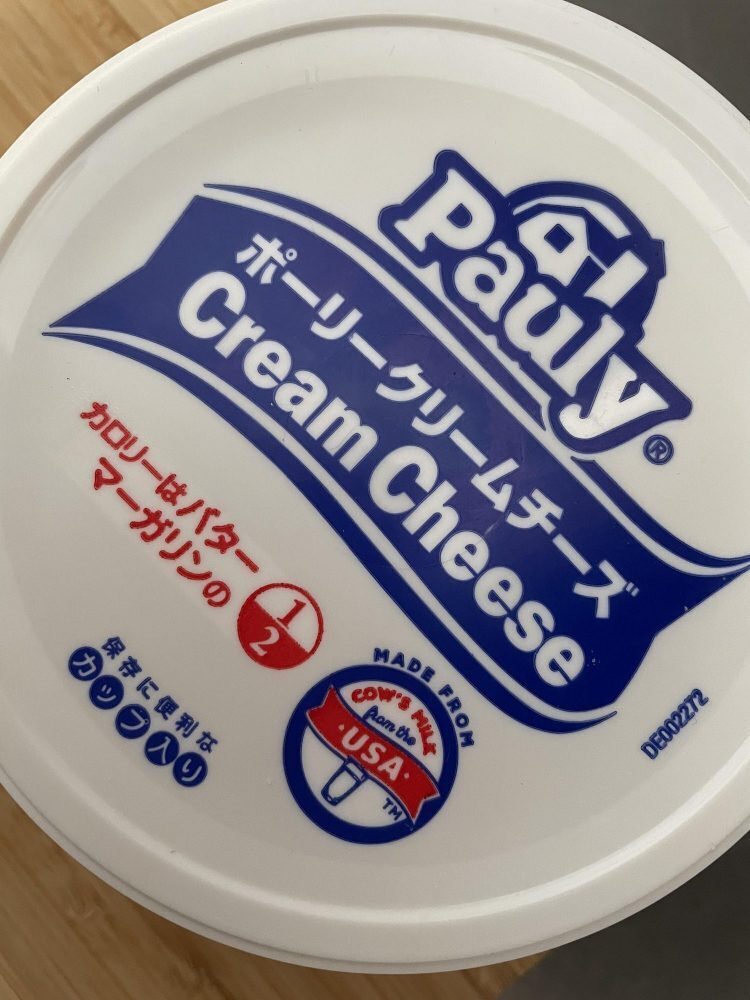 Pauly®
ポーリークリームチーズ
Cream Cheese
カロリーはバター
マーガリンの
1/2
保存に便利な
カップ入り
MADE FROM
COW'S MILK
from the
USA
TM
DE002272